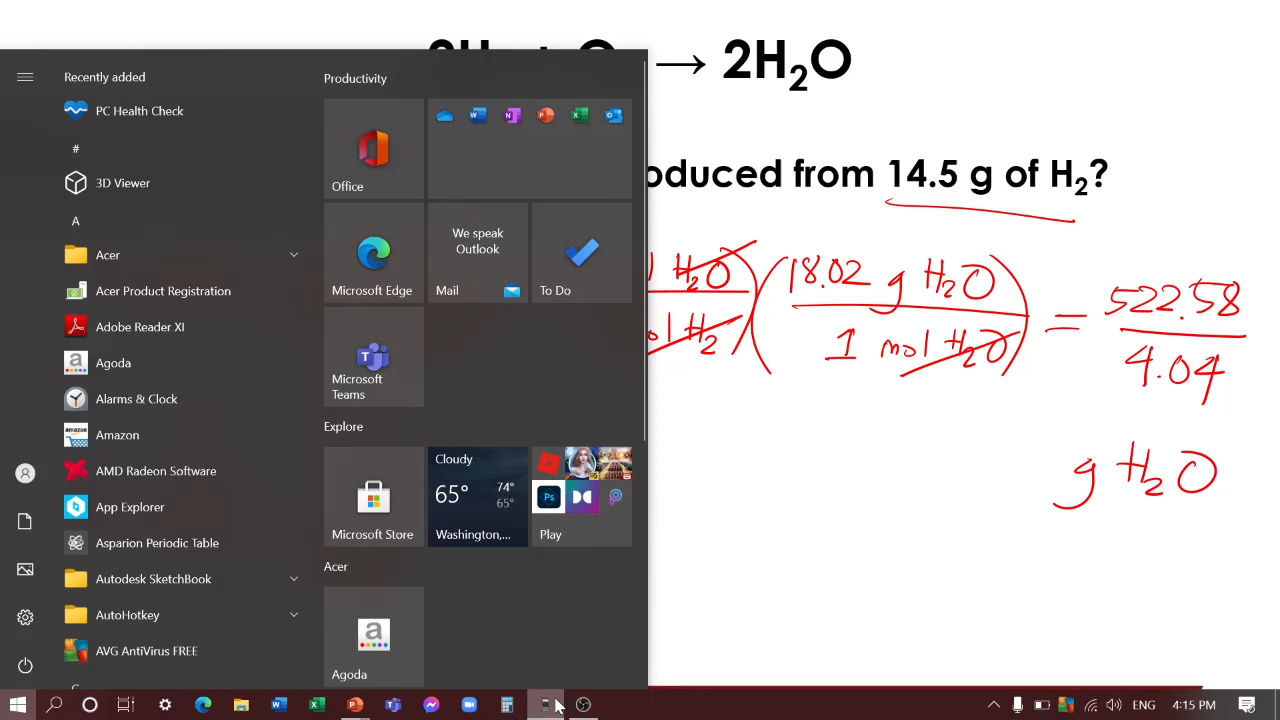 → 2H₂O
oduced from 14.5 g of H₂?
H₂O
18.02 g H₂O
1 mol H₂O
ol H₂
= 522.58
4.04
g H₂O
Recently added
PC Health Check
#
3D Viewer
A
Acer
Acer Product Registration
Adobe Reader XI
Agoda
Alarms & Clock
Amazon
AMD Radeon Software
App Explorer
Asparion Periodic Table
Autodesk SketchBook
AutoHotkey
AVG AntiVirus FREE
Productivity
Office
We speak
Outlook
Microsoft Edge
Mail
To Do
Microsoft
Teams
Explore
Cloudy
65° 74°
65°
Microsoft Store
Washington,...
Ps
Play
Acer
Agoda
4:15 PM